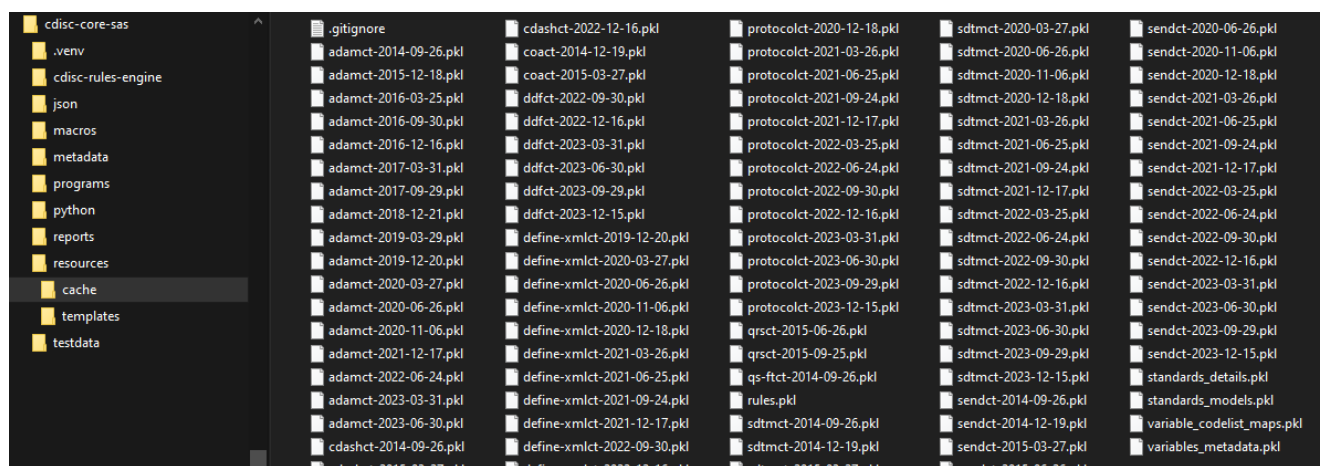 cdisc-core-sas
.venv
cdisc-rules-engine
json
macros
metadata
programs
python
reports
resources
cache
templates
testdata
.gitignore
adamct-2014-09-26.pkl
adamct-2015-12-18.pkl
adamct-2016-03-25.pkl
adamct-2016-09-30.pkl
adamct-2016-12-16.pkl
adamct-2017-03-31.pkl
adamct-2017-09-29.pkl
adamct-2018-12-21.pkl
adamct-2019-03-29.pkl
adamct-2019-12-20.pkl
adamct-2020-03-27.pkl
adamct-2020-06-26.pkl
adamct-2020-11-06.pkl
adamct-2021-12-17.pkl
adamct-2022-06-24.pkl
adamct-2023-03-31.pkl
adamct-2023-06-30.pkl
cdashct-2014-09-26.pkl
cdashct-2022-12-16.pkl
coact-2014-12-19.pkl
coact-2015-03-27.pkl
ddfct-2022-09-30.pkl
ddfct-2022-12-16.pkl
ddfct-2023-03-31.pkl
ddfct-2023-06-30.pkl
ddfct-2023-09-29.pkl
ddfct-2023-12-15.pkl
define-xmlct-2019-12-20.pkl
define-xmlct-2020-03-27.pkl
define-xmlct-2020-06-26.pkl
define-xmlct-2020-11-06.pkl
define-xmlct-2020-12-18.pkl
define-xmlct-2021-03-26.pkl
define-xmlct-2021-06-25.pkl
define-xmlct-2021-09-24.pkl
define-xmlct-2021-12-17.pkl
define-xmlct-2022-09-30.pkl
protocolct-2020-12-18.pkl
protocolct-2021-03-26.pkl
protocolct-2021-06-25.pkl
protocolct-2021-09-24.pkl
protocolct-2021-12-17.pkl
protocolct-2022-03-25.pkl
protocolct-2022-06-24.pkl
protocolct-2022-09-30.pkl
protocolct-2022-12-16.pkl
protocolct-2023-03-31.pkl
protocolct-2023-06-30.pkl
protocolct-2023-09-29.pkl
protocolct-2023-12-15.pkl
qrsct-2015-06-26.pkl
qrsct-2015-09-25.pkl
qs-ftct-2014-09-26.pkl
rules.pkl
sdtmct-2014-09-26.pkl
sdtmct-2014-12-19.pkl
sdtmct-2020-03-27.pkl
sdtmct-2020-06-26.pkl
sdtmct-2020-11-06.pkl
sdtmct-2020-12-18.pkl
sdtmct-2021-03-26.pkl
sdtmct-2021-06-25.pkl
sdtmct-2021-09-24.pkl
sdtmct-2021-12-17.pkl
sdtmct-2022-03-25.pkl
sdtmct-2022-06-24.pkl
sdtmct-2022-09-30.pkl
sdtmct-2022-12-16.pkl
sdtmct-2023-03-31.pkl
sdtmct-2023-06-30.pkl
sdtmct-2023-09-29.pkl
sdtmct-2023-12-15.pkl
sendct-2014-09-26.pkl
sendct-2014-12-19.pkl
sendct-2015-03-27.pkl
sendct-2020-06-26.pkl
sendct-2020-11-06.pkl
sendct-2020-12-18.pkl
sendct-2021-03-26.pkl
sendct-2021-06-25.pkl
sendct-2021-09-24.pkl
sendct-2021-12-17.pkl
sendct-2022-03-25.pkl
sendct-2022-06-24.pkl
sendct-2022-09-30.pkl
sendct-2022-12-16.pkl
sendct-2023-03-31.pkl
sendct-2023-06-30.pkl
sendct-2023-09-29.pkl
sendct-2023-12-15.pkl
standards_details.pkl
standards_models.pkl
variable_codelist_maps.pkl
variables_metadata.pkl